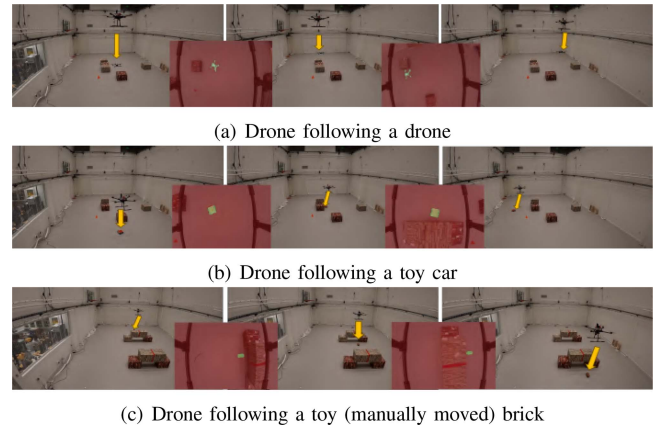 (a) Drone following a drone
(b) Drone following a toy car
(c) Drone following a toy (manually moved) brick